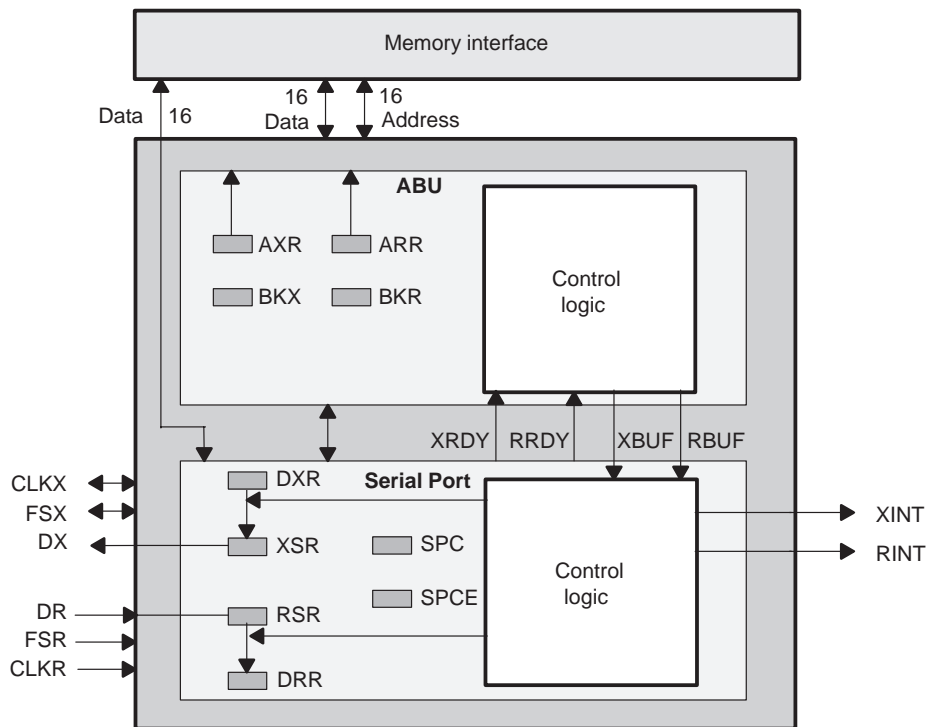 Memory interface
16
16
16
Data
Data
Address
ABU
AXR
ARR
BKX
BKR
Control
logic
XRDY
RRDY
XBUF
RBUF
CLKX
FSX
DX
DXR
Serial Port
XSR
SPC
SPCE
Control
logic
XINT
RINT
DR
FSR
CLKR
RSR
DRR